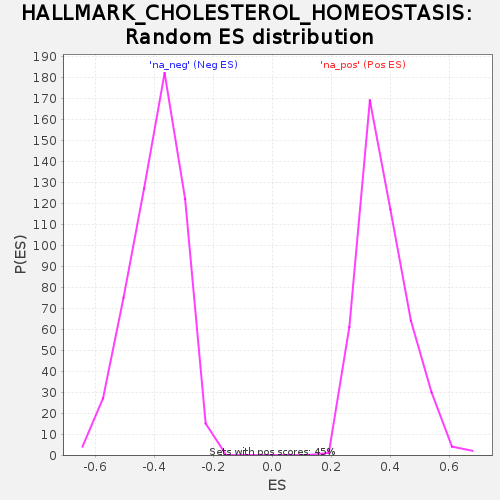 HALLMARK_CHOLESTEROL_HOMEOSTASIS:
Random ES distribution
'na_neg' (Neg ES)
'na_pos' (Pos ES)
190
180
170
160
150
140
130
120
110
100
90
80
70
60
50
40
30
20
10
0
P(ES)
Sets with pos scores: 45%
-0.6 -0.4 -0.2 0.0 0.2 0.4 0.6
ES